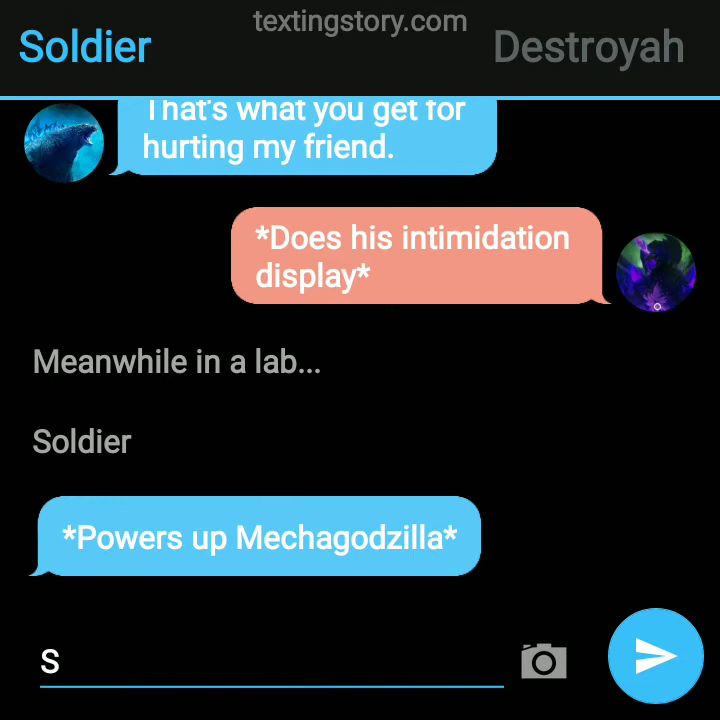 textingstory.com
Soldier
Destroyah
That's what you get for
hurting my friend.
*Does his intimidation
display*
Meanwhile in a lab...
Soldier
*Powers up Mechagodzilla*
S